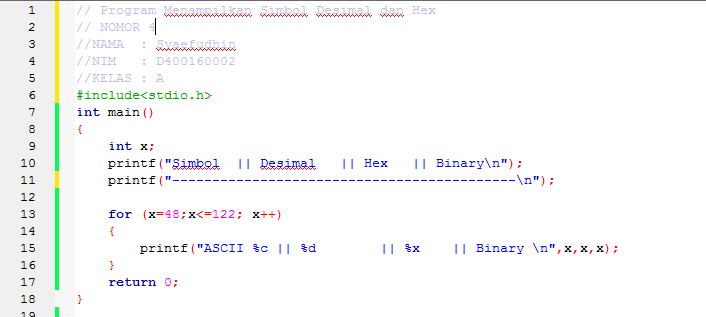 1 // Program Menampilkan Simbol Desimal dan Hex
2 // NOMOR 4
3 //NAMA  : Syaefudhin
4 //NIM   : D400160002
5 //KELAS : A
6 #include<stdio.h>
7 int main()
8 {
9     int x;
10     printf("Simbol  || Desimal   || Hex   || Binary\n");
11     printf("-------------------------------------------\n");
12
13     for (x=48;x<=122; x++)
14     {
15         printf("ASCII %c || %d        || %x    || Binary \n",x,x,x);
16     }
17     return 0;
18 }
19